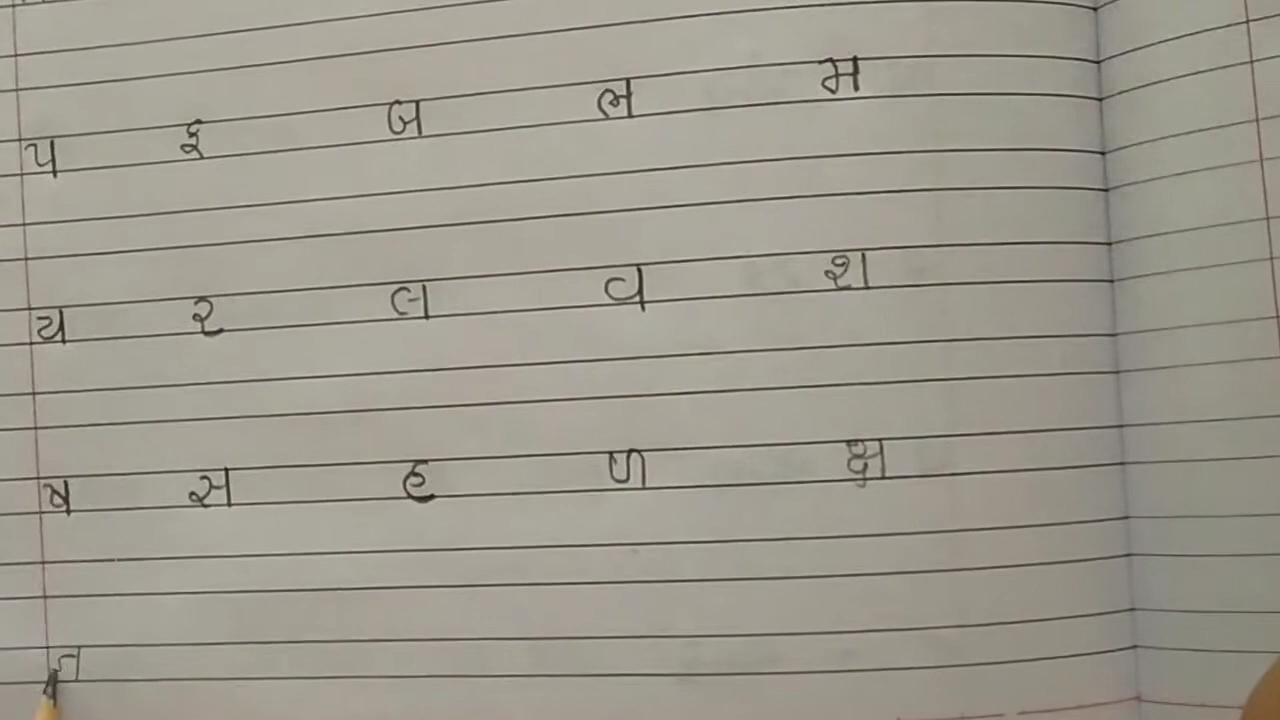 પ ફ બ ભ મ
ય ર લ વ શ
ષ સ હ ળ ક્ષ